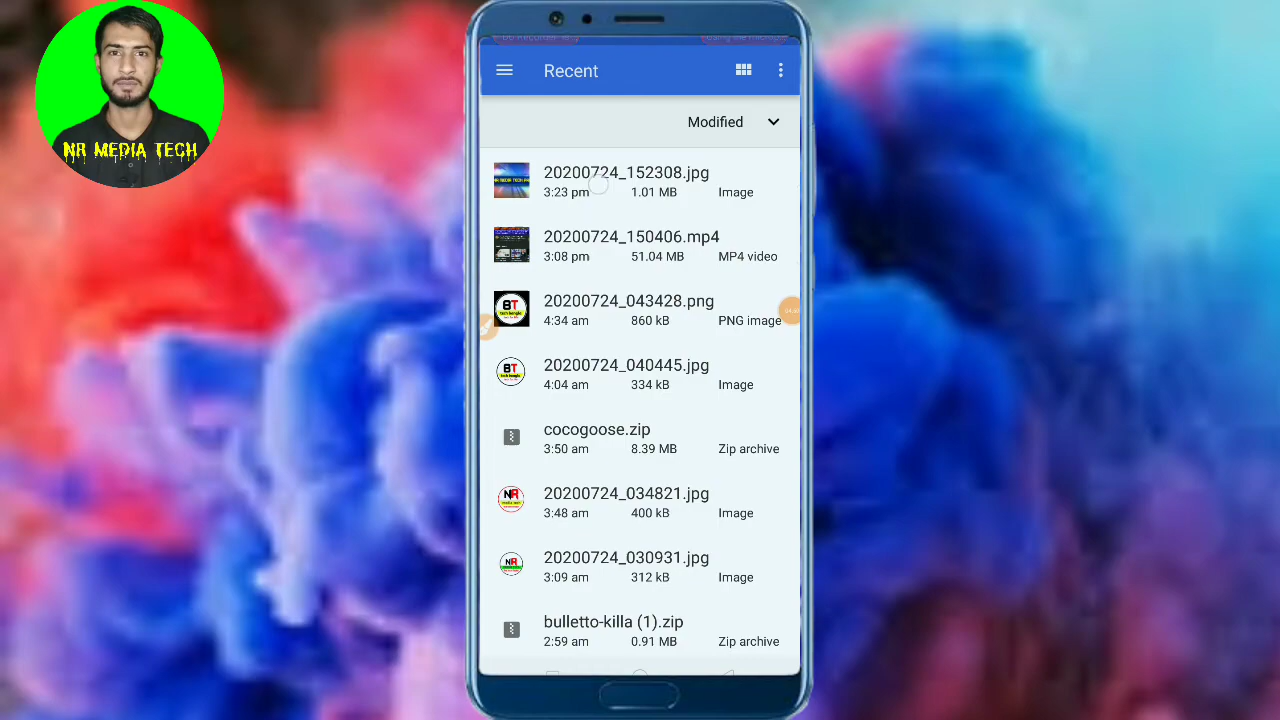 NR MEDIA TECH
Recent
Modified
20200724_152308.jpg
3:23 pm 1.01 MB Image
20200724_150406.mp4
3:08 pm 51.04 MB MP4 video
20200724_043428.png
4:34 am 860 kB PNG image
20200724_040445.jpg
4:04 am 334 kB Image
cocogoose.zip
3:50 am 8.39 MB Zip archive
20200724_034821.jpg
3:48 am 400 kB Image
20200724_030931.jpg
3:09 am 312 kB Image
bulletto-killa (1).zip
2:59 am 0.91 MB Zip archive